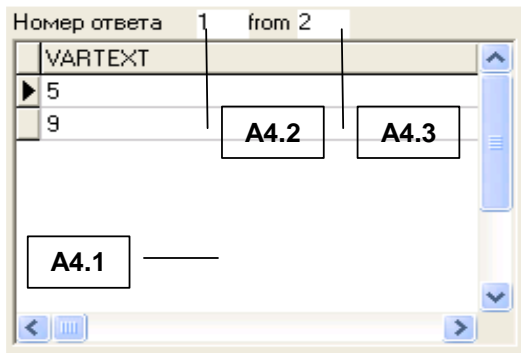 Номер ответа 1 from 2
VARTEXT
5
9
A4.2 A4.3
A4.1